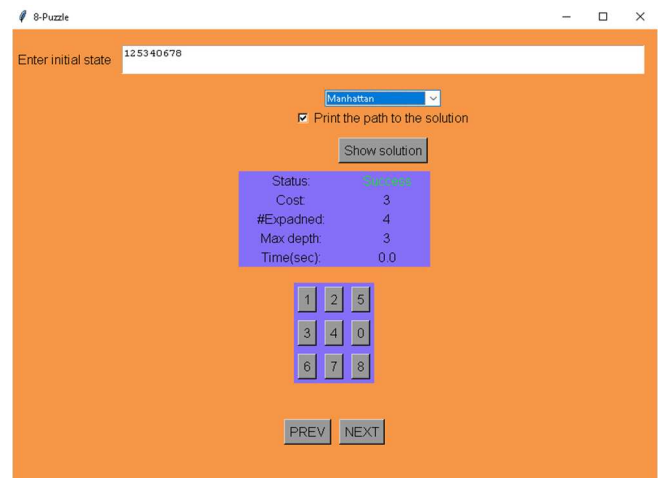 8-Puzzle
Enter initial state 125340678
Manhattan
Print the path to the solution
Show solution
Status: Success
Cost: 3
#Expadned: 4
Max depth: 3
Time(sec): 0.0
1 2 5
3 4 0
6 7 8
PREV NEXT